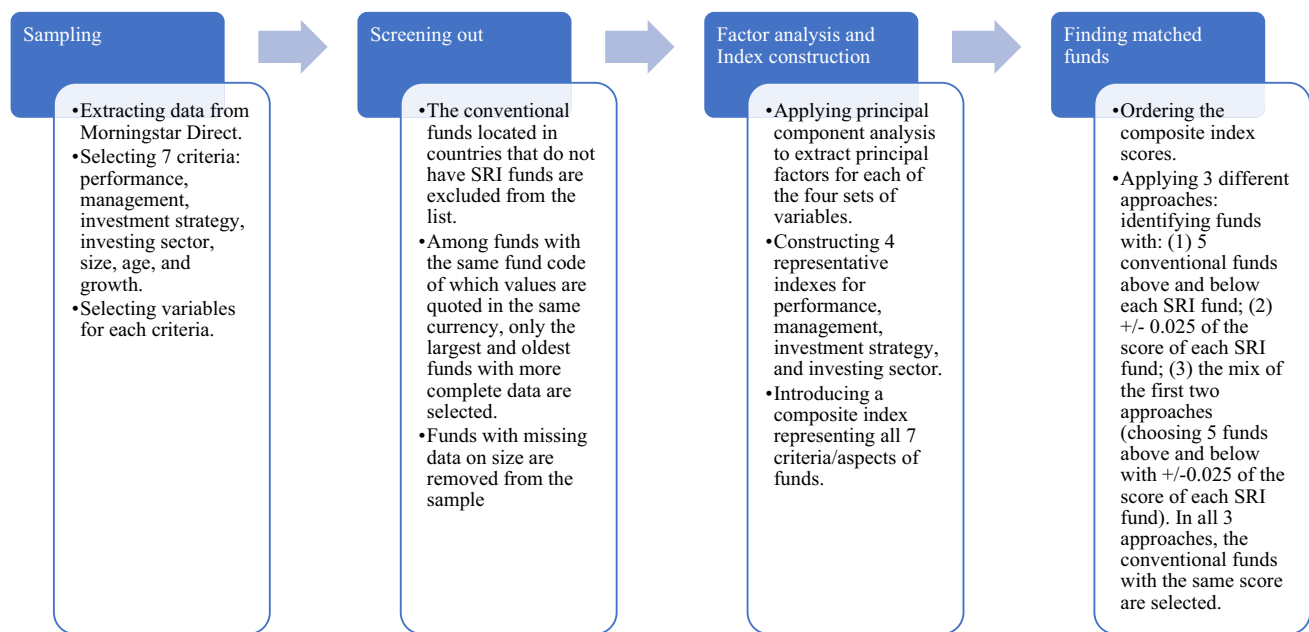 Sampling
•Extracting data from
Morningstar Direct.
•Selecting 7 criteria:
performance,
management,
investment strategy,
investing sector,
size, age, and
growth.
•Selecting variables
for each criteria.
Screening out
•The conventional
funds located in
countries that do not
have SRI funds are
excluded from the
list.
•Among funds with
the same fund code
of which values are
quoted in the same
currency, only the
largest and oldest
funds with more
complete data are
selected.
•Funds with missing
data on size are
removed from the
sample
Factor analysis and
Index construction
•Applying principal
component analysis
to extract principal
factors for each of
the four sets of
variables.
•Constructing 4
representative
indexes for
performance,
management,
investment strategy,
and investing sector.
•Introducing a
composite index
representing all 7
criteria/aspects of
funds.
Finding matched
funds
•Ordering the
composite index
scores.
•Applying 3 different
approaches:
identifying funds
with: (1) 5
conventional funds
above and below
each SRI fund; (2)
+/- 0.025 of the
score of each SRI
fund; (3) the mix of
the first two
approaches
(choosing 5 funds
above and below
with +/-0.025 of the
score of each SRI
fund). In all 3
approaches, the
conventional funds
with the same score
are selected.